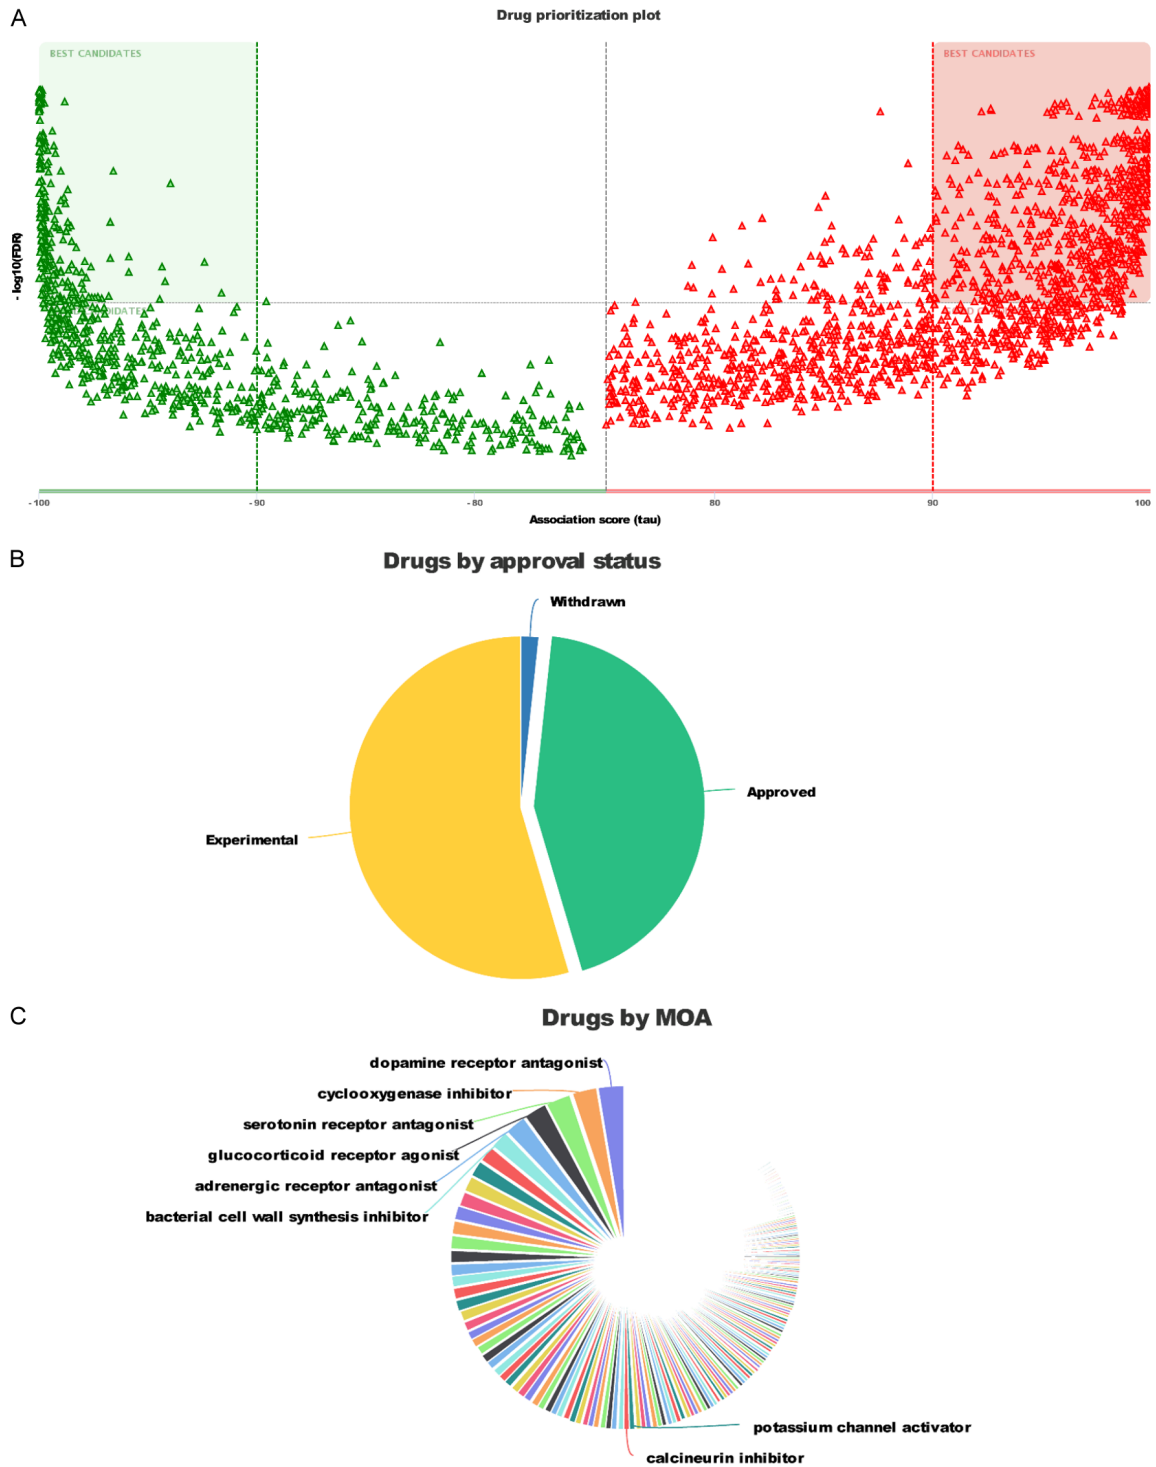 A
Drug prioritization plot
BEST CANDIDATES
BEST CANDIDATES
- log10(FDR)
-100
-90
-80
80
90
100
Association score (tau)
B
Drugs by approval status
Withdrawn
Approved
Experimental
C
Drugs by MOA
dopamine receptor antagonist
cyclooxygenase inhibitor
serotonin receptor antagonist
glucocorticoid receptor agonist
adrenergic receptor antagonist
bacterial cell wall synthesis inhibitor
potassium channel activator
calcineurin inhibitor